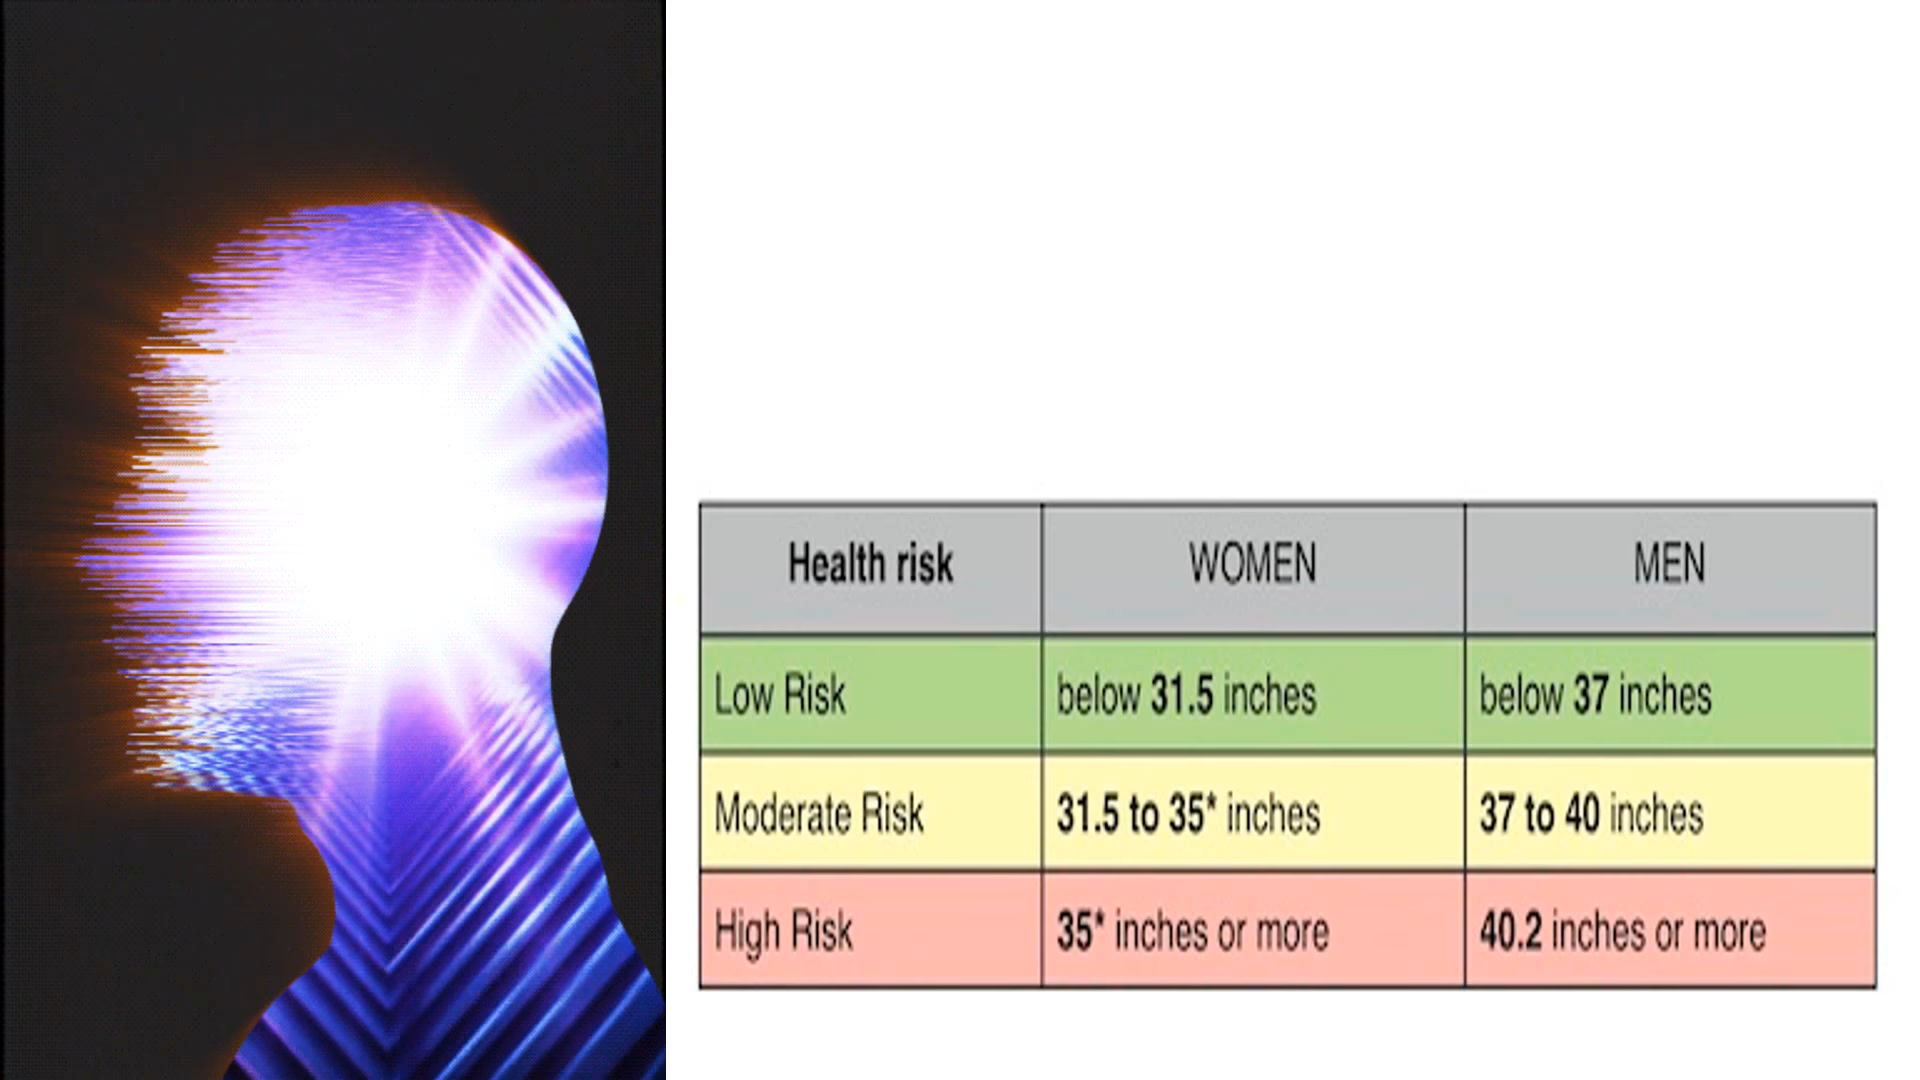 Health risk WOMEN MEN
Low Risk below 31.5 inches below 37 inches
Moderate Risk 31.5 to 35* inches 37 to 40 inches
High Risk 35* inches or more 40.2 inches or more